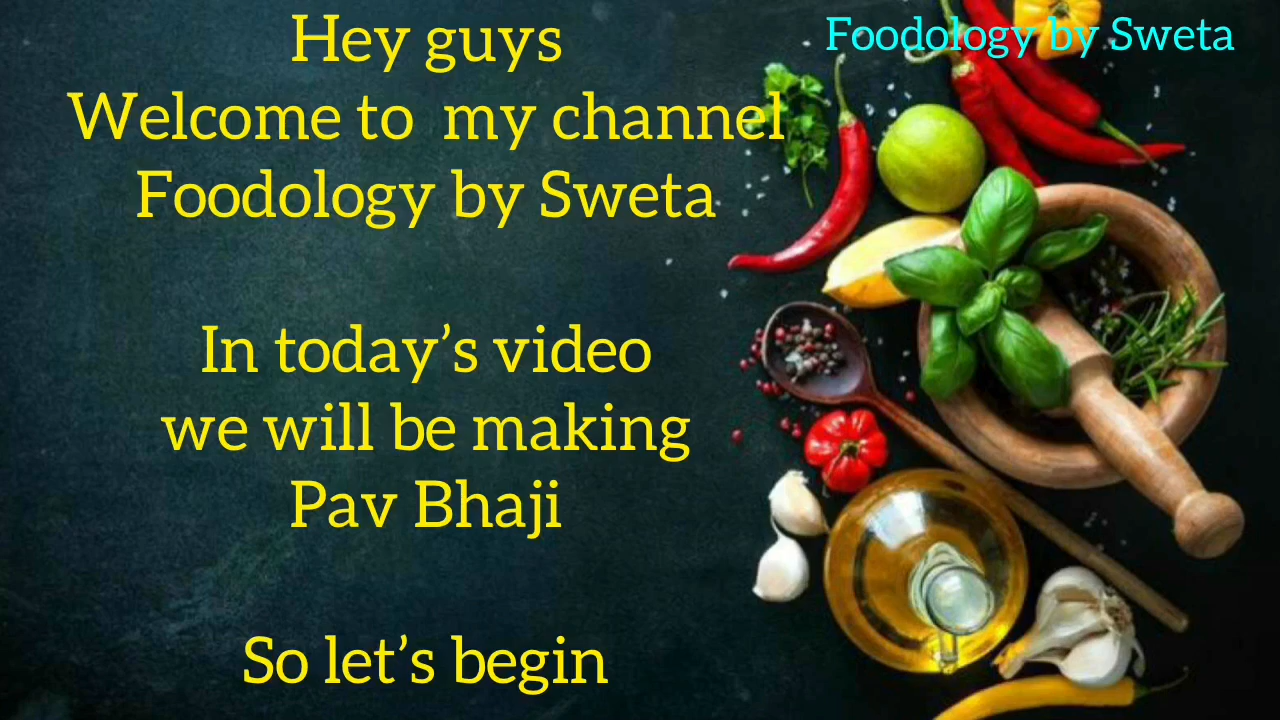 Hey guys
Welcome to  my channel
Foodology by Sweta
In today’s video
we will be making
Pav Bhaji
So let’s begin
Foodology by Sweta